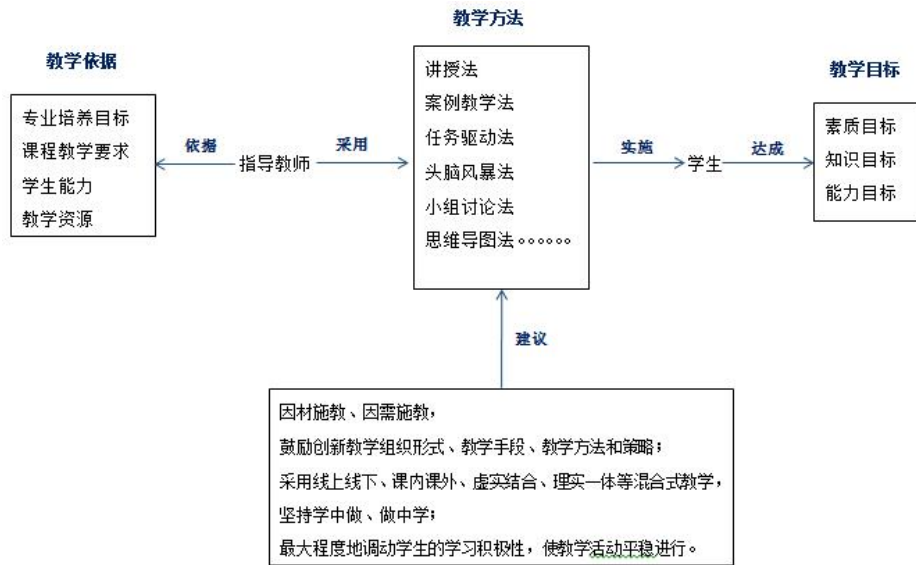 教学方法
教学依据
教学目标
专业培养目标
课程教学要求
学生能力
教学资源
依据
指导教师
采用
讲授法
案例教学法
任务驱动法
头脑风暴法
小组讨论法
思维导图法。。。。。。
实施
学生
达成
素质目标
知识目标
能力目标
建议
因材施教、因需施教，
鼓励创新教学组织形式、教学手段、教学方法和策略；
采用线上线下、课内课外、虚实结合、理实一体等混合式教学，
坚持学中做、做中学；
最大程度地调动学生的学习积极性，使教学活动平稳进行。